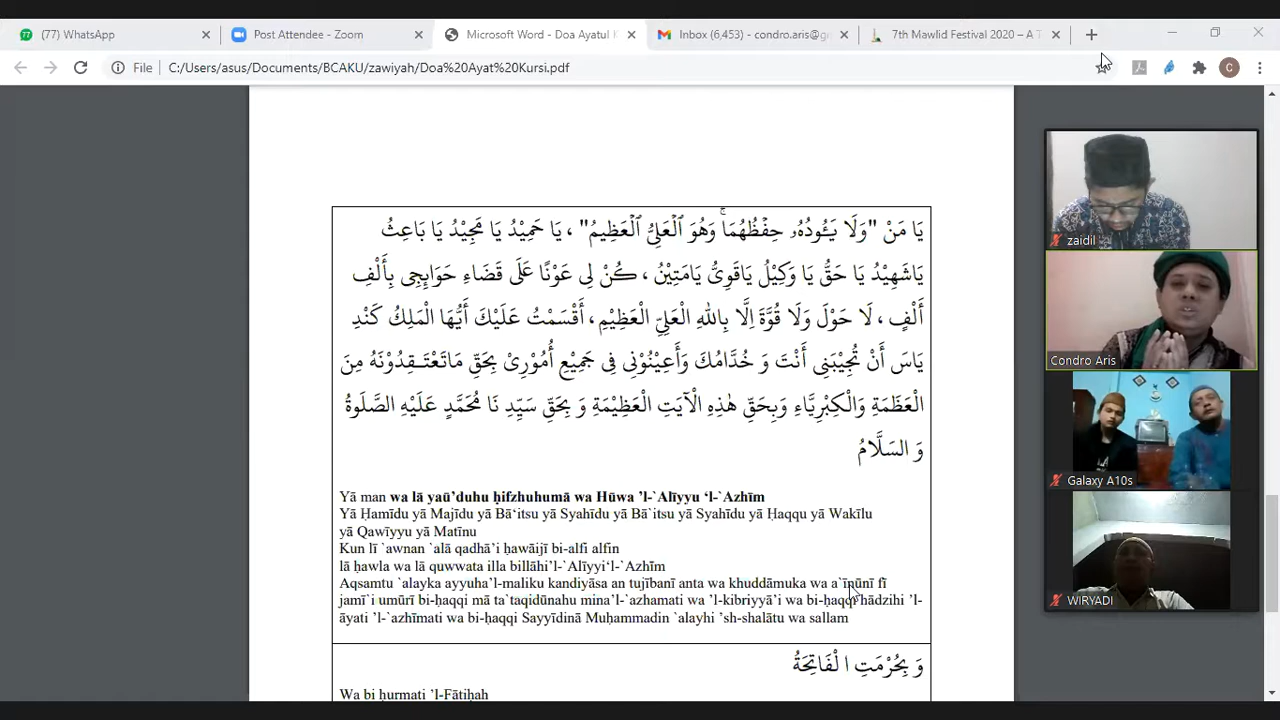 (77) WhatsApp
Post Attendee - Zoom
Microsoft Word - Doa Ayatul K
Inbox (6,453) - condro.aris@g
7th Mawlid Festival 2020 – A T
File
C:/Users/asus/Documents/BCAKU/zawiyah/Doa%20Ayat%20Kursi.pdf
C
يَا مَنْ "وَلَا يَـُٔودُهُۥ حِفْظُهُمَاۚ وَهُوَ ٱلْعَلِىُّ ٱلْعَظِيمُ" ، يَا حَمِيْدُ يَا مَجِيْدُ يَا بَاعِثُ
يَاشَهِيْدُ يَا حَقُّ يَا وَكِيْلُ يَاقَوِىُّ يَامَتِيْنُ ، كُنْ لِى عَوْنًا عَلَى قَضَاءِ حَوَايِجِى بِأَلْفِ
أَلْفٍ ، لَا حَوْلَ وَلَا قُوَّةَ اِلَّا بِاللهِ الْعَلِيِّ الْعَظِيْمِ، أَقْسَمْتُ عَلَيْكَ أَيُّهَا الْمَلِكُ كَنْدِ
يَاسَ أَنْ تُجِيْبَنِى أَنْتَ وَ خُدَّامُكَ وَأَعِيْنُوْنِى فِى جَمِيْعِ أُمُوْرِىْ بِحَقِّ مَاتَعْتَـقِدُوْنَهُ مِنَ
الْعَظَمَةِ وَالْكِبْرِيَّاءِ وَبِحَقِّ هٰذِهِ الْآيَتِ الْعَظِيْمَةِ وَ بِحَقِّ سَيِّدِ نَا مُحَمَّدٍ عَلَيْهِ الصَّلَوةُ
وَ السَلَّامُ
Yā man wa lā yaū’duhu ḥifzhuhumā wa Hūwa ’l-`Alīyyu ‘l-`Azhīm
Yā Ḥamīdu yā Majīdu yā Bā‘itsu yā Syahīdu yā Bā`itsu yā Syahīdu yā Ḥaqqu yā Wakīlu
yā Qawīyyu yā Matīnu
Kun lī `awnan `alā qadhā’i ḥawāijī bi-alfi alfin
lā ḥawla wa lā quwwata illa billāhi’l-`Alīyyi‘l-`Azhīm
Aqsamtu `alayka ayyuha’l-maliku kandiyāsa an tujībanī anta wa khuddāmuka wa a`īnūnī fī
jamī`i umūrī bi-ḥaqqi mā ta`taqidūnahu mina’l-`azhamati wa ’l-kibriyyā’i wa bi-ḥaqqi hādzihi ’l-
āyati ’l-`azhīmati wa bi-ḥaqqi Sayyidinā Muḥammadin `alayhi ’sh-shalātu wa sallam
وَ بِحُرْمَتِ ا لْفَاتِحَةُ
Wa bi ḥurmati ’l-Fātiḥah
zaidil
Condro Aris
Galaxy A10s
WIRYADI